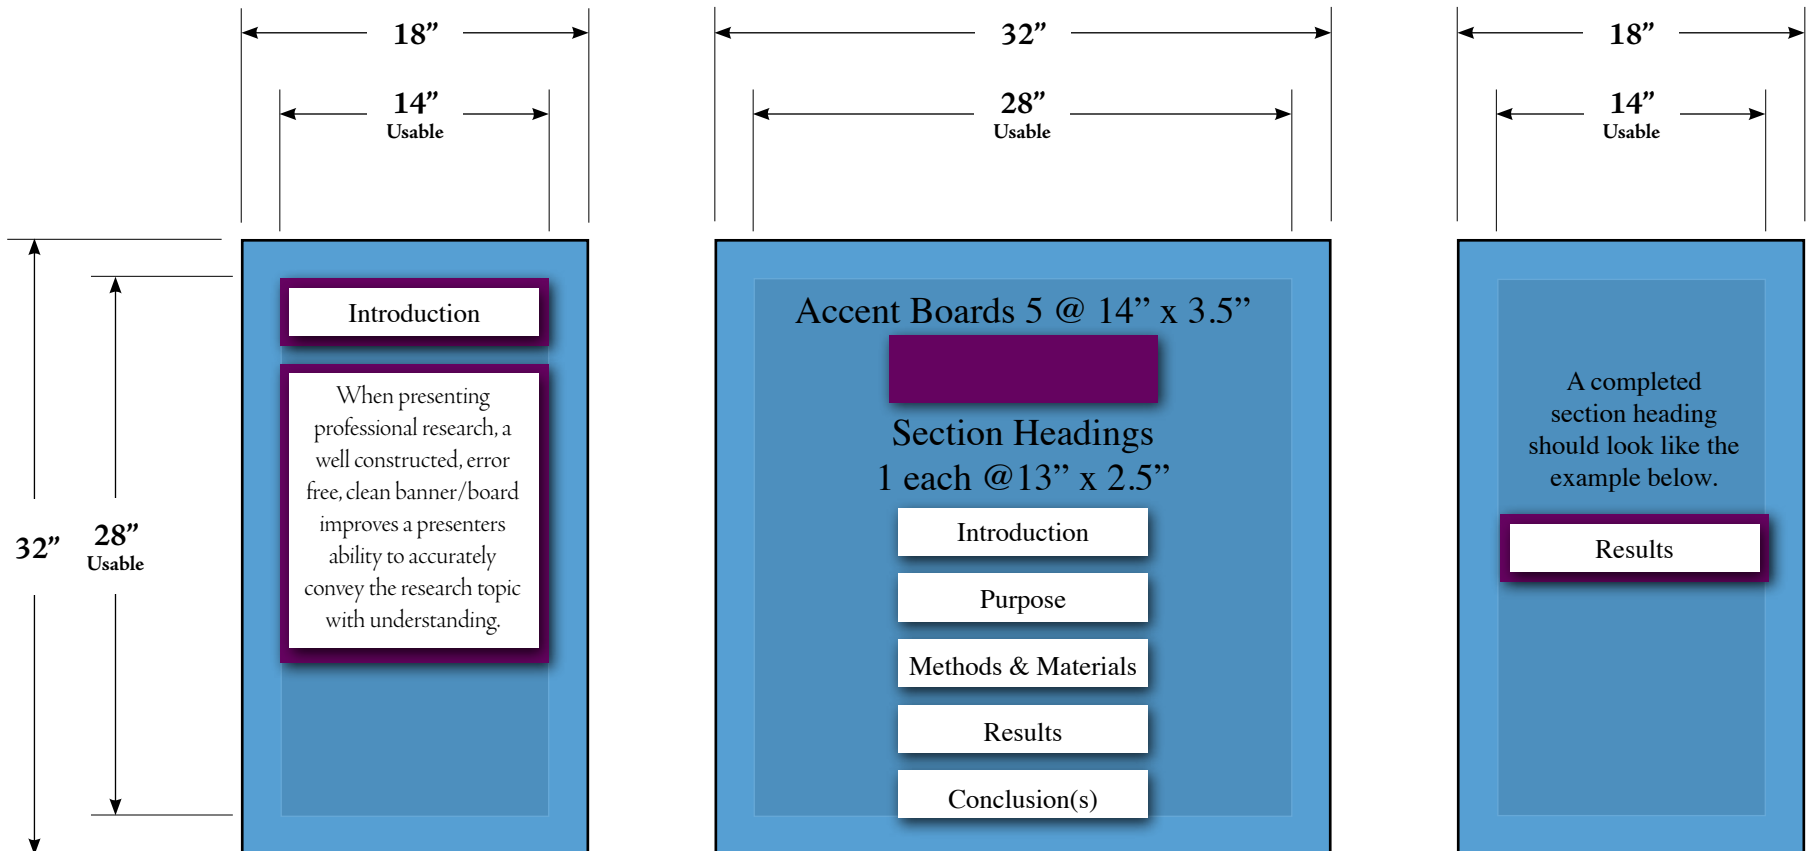 18”
14”
Usable
32”
28”
Usable
18”
14”
Usable
32”
28”
Usable
Introduction
When presenting
professional research, a
well constructed, error
free, clean banner/board
improves a presenters
ability to accurately
convey the research topic
with understanding.
Accent Boards 5 @ 14” x 3.5”
Section Headings
1 each @13” x 2.5”
Introduction
Purpose
Methods & Materials
Results
Conclusion(s)
A completed
section heading
should look like the
example below.
Results